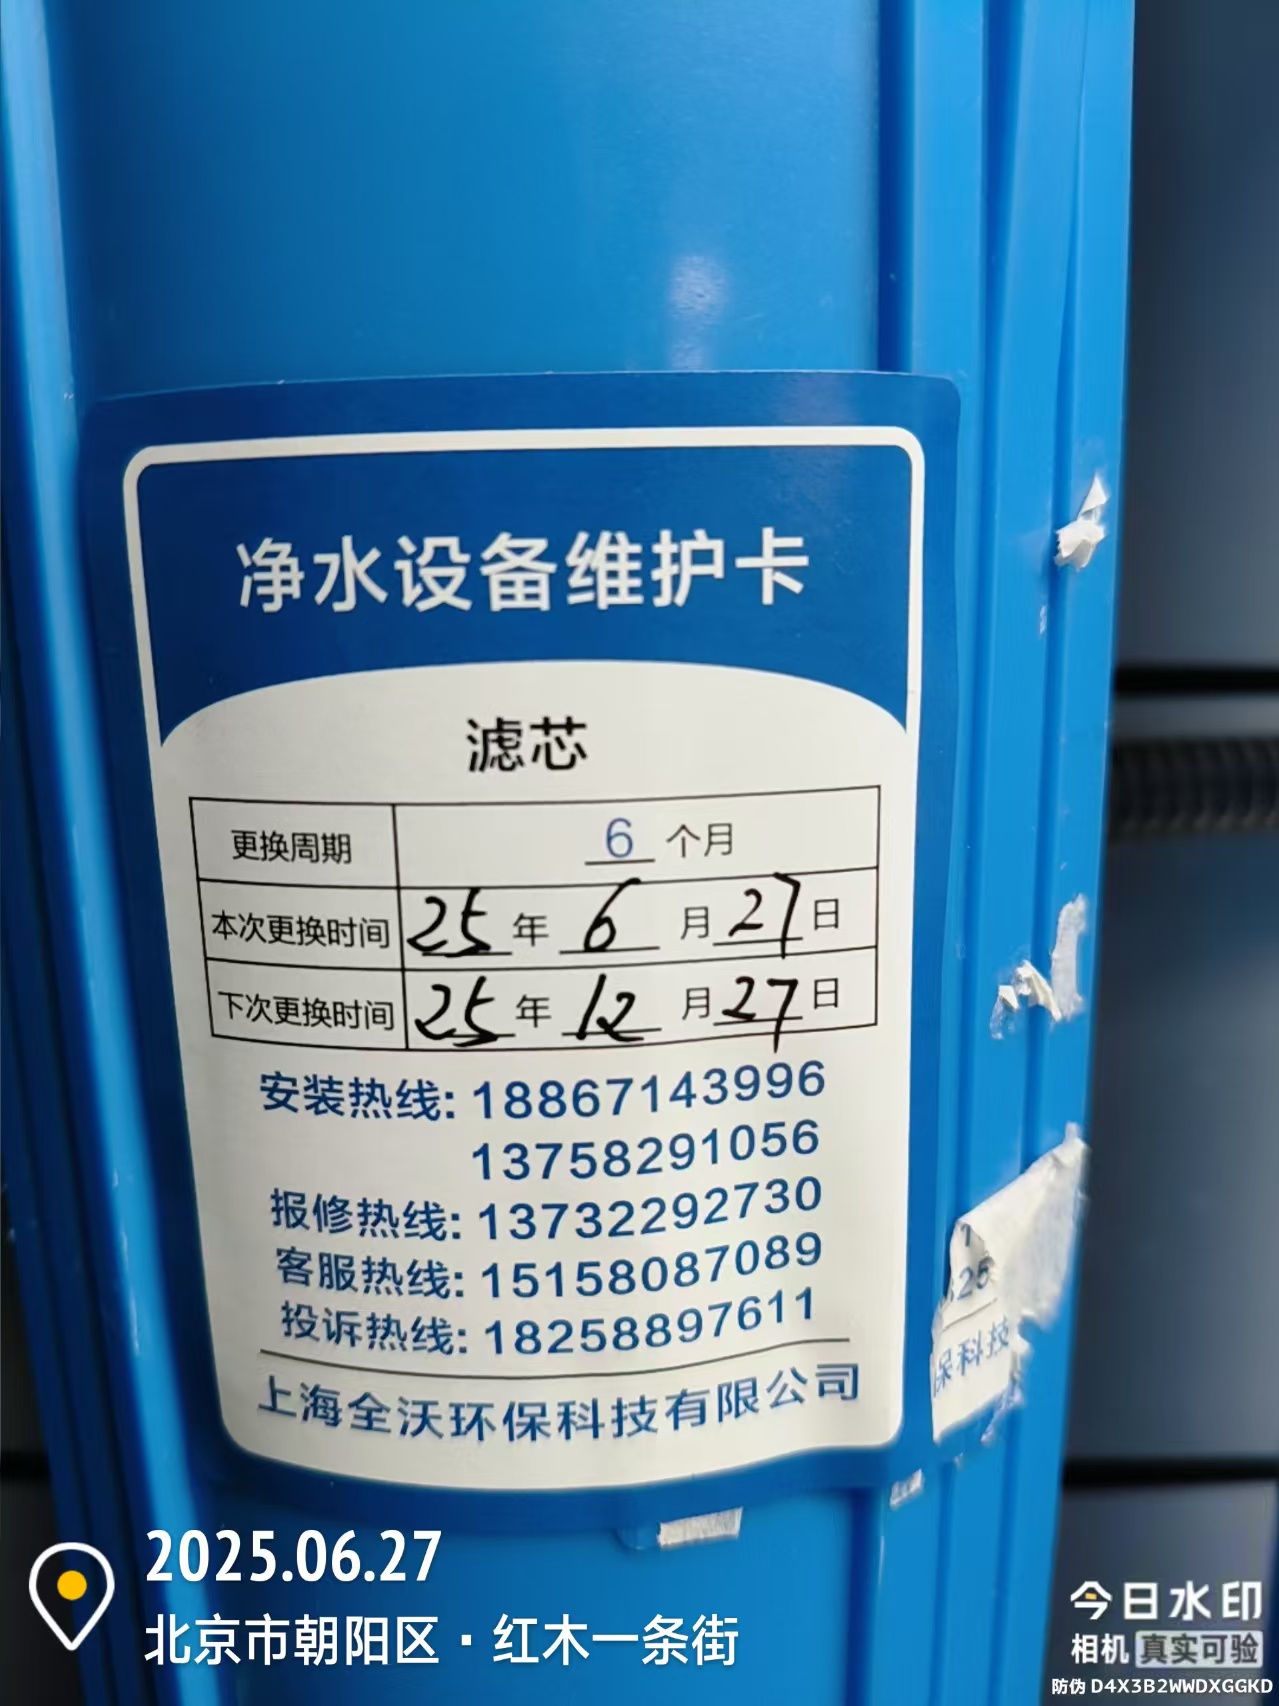 净水设备维护卡
滤芯
更换周期 6 个月
本次更换时间 25 年 6 月 27 日
下次更换时间 25 年 12 月 27 日
安装热线: 18867143996
13758291056
报修热线: 13732292730
客服热线: 15158087089
投诉热线: 18258897611
上海全沃环保科技有限公司
25
保科技
2025.06.27
北京市朝阳区·红木一条街
今日水印
相机 真实可验
防伪 D4X3B2WWDXGGKD